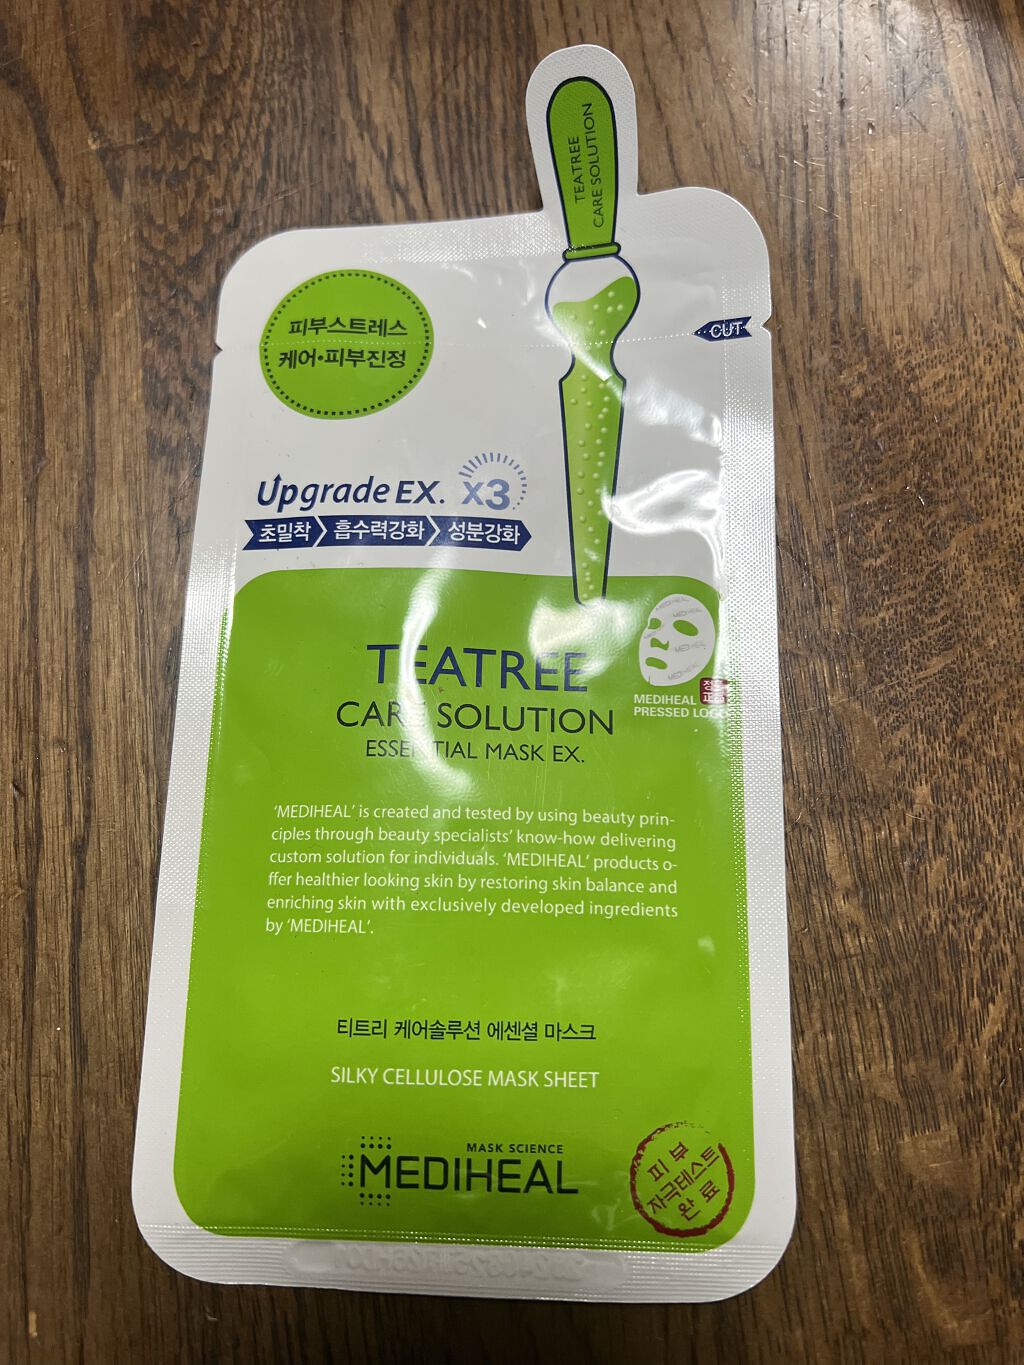 TEATREE
CARE SOLUTION
피부스트레스
케어•피부진정
CUT
Upgrade EX. X3
초밀착 흡수력강화 성분강화
TEATREE
CARE SOLUTION
ESSENTIAL MASK EX.
MEDIHEAL
PRESSED LOGO
'MEDIHEAL' is created and tested by using beauty prin-
ciples through beauty specialists' know-how delivering
custom solution for individuals. 'MEDIHEAL' products o-
ffer healthier looking skin by restoring skin balance and
enriching skin with exclusively developed ingredients
by 'MEDIHEAL'.
티트리 케어솔루션 에센셜 마스크
SILKY CELLULOSE MASK SHEET
MASK SCIENCE
MEDIHEAL
피부
자극테스트
완료